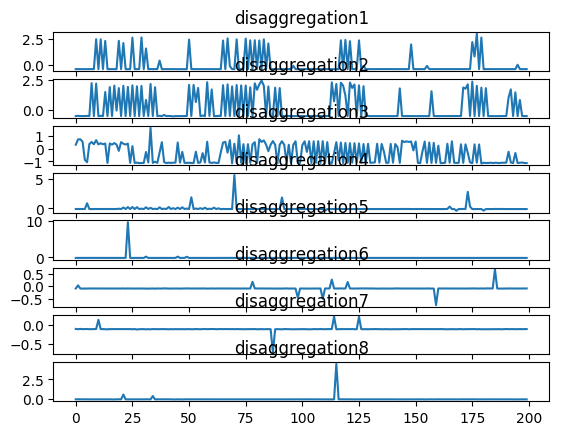 disaggregation1
2.5
0.0
disaggregation2
2.5
0.0
disaggregation3
1
0
−1
disaggregation4
5
0
disaggregation5
10
0
disaggregation6
0.5
0.0
−0.5
disaggregation7
0.0
−0.5
disaggregation8
2.5
0.0
0 25 50 75 100 125 150 175 200